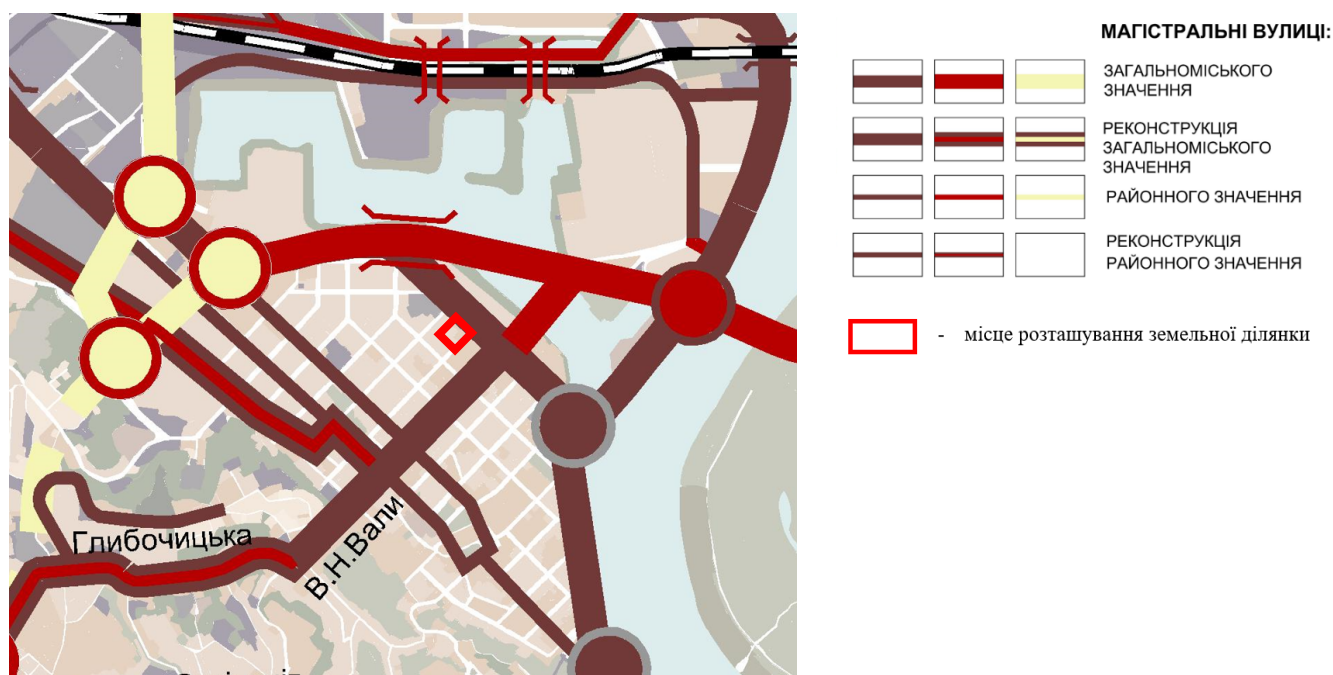 Глибочицька
В.Н.Вали
МАГІСТРАЛЬНІ ВУЛИЦІ:
ЗАГАЛЬНОМІСЬКОГО
ЗНАЧЕННЯ
РЕКОНСТРУКЦІЯ
ЗАГАЛЬНОМІСЬКОГО
ЗНАЧЕННЯ
РАЙОННОГО ЗНАЧЕННЯ
РЕКОНСТРУКЦІЯ
РАЙОННОГО ЗНАЧЕННЯ
- місце розташування земельної ділянки